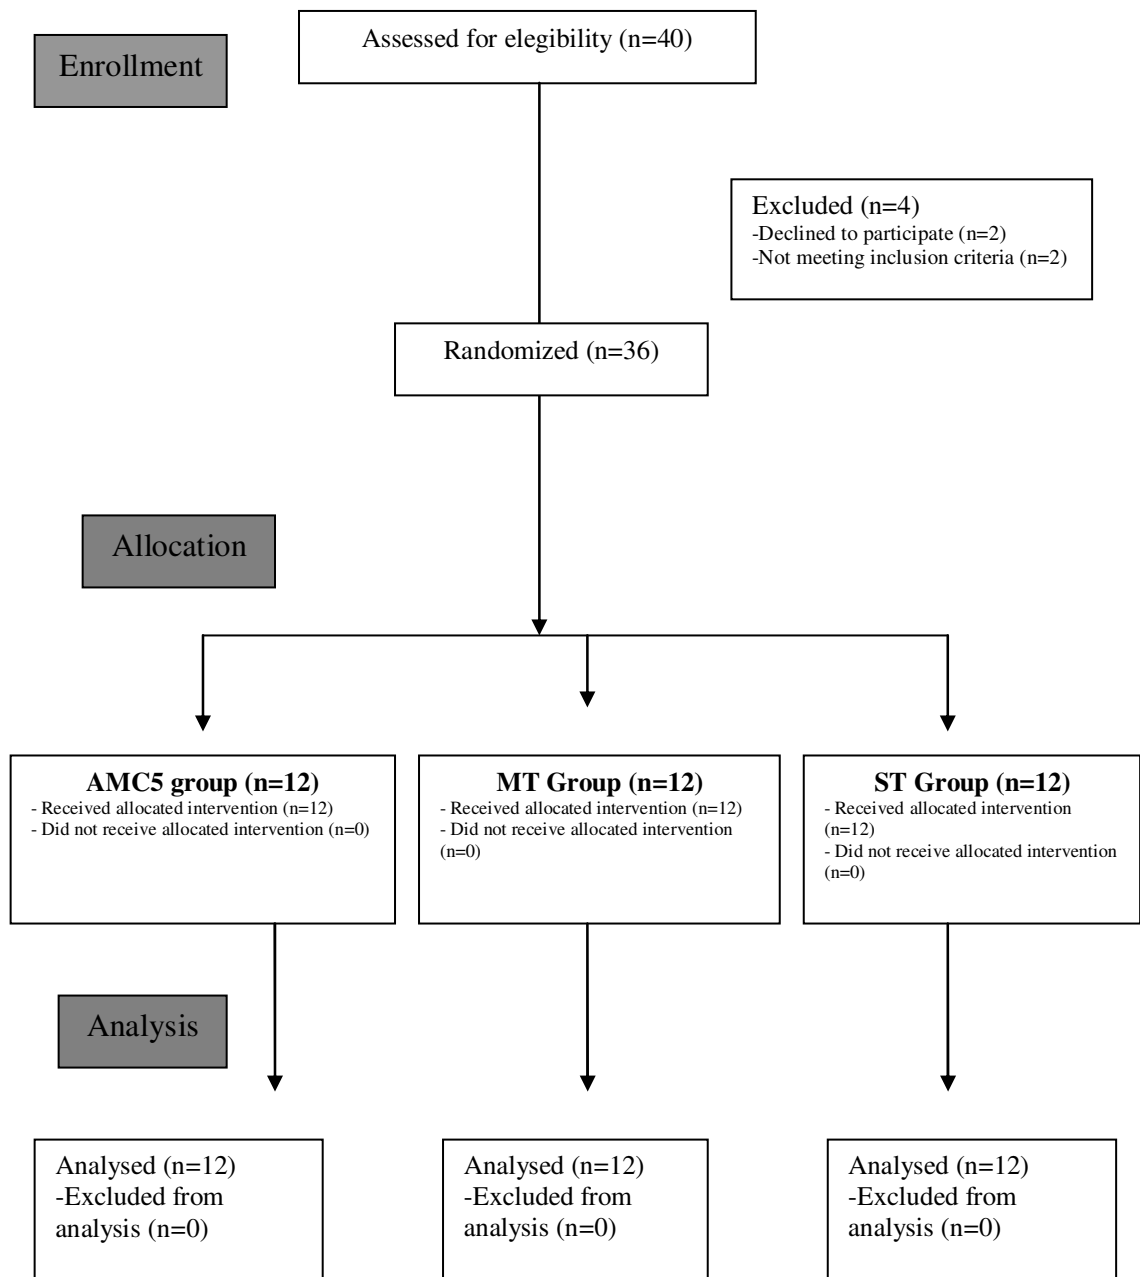 Assessed for elegibility (n=40)
Enrollment
Excluded (n=4)
-Declined to participate (n=2)
-Not meeting inclusion criteria (n=2)
Randomized (n=36)
Allocation
AMC5 group (n=12)
- Received allocated intervention (n=12)
- Did not receive allocated intervention (n=0)
MT Group (n=12)
- Received allocated intervention (n=12)
- Did not receive allocated intervention
(n=0)
ST Group (n=12)
- Received allocated intervention
(n=12)
- Did not receive allocated intervention
(n=0)
Analysis
Analysed (n=12)
-Excluded from
analysis (n=0)
Analysed (n=12)
-Excluded from
analysis (n=0)
Analysed (n=12)
-Excluded from
analysis (n=0)